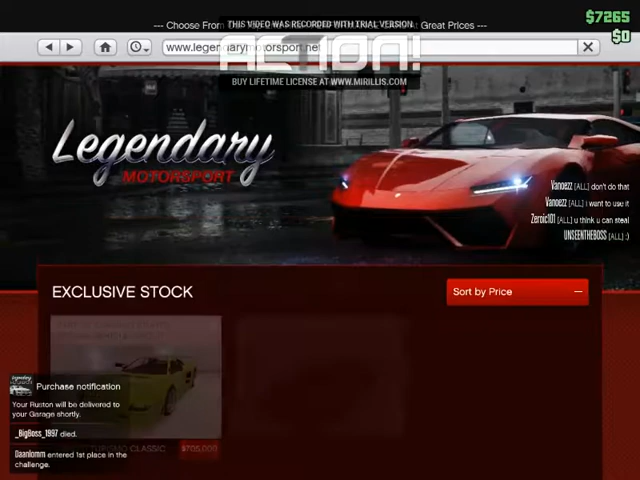 --- Choose From
THIS VIDEO WAS RECORDED WITH TRIAL VERSION
Great Prices ---
$7265
$0
www.legendarymotorsport.net
ACTION!
BUY LIFETIME LICENSE AT WWW.MIRILLIS.COM
Legendary
MOTORSPORT
Vanoezz [ALL] don't do that
Vanoezz [ALL] i want to use it
Zeroic101 [ALL] u think u can steal
UNSEENTHEBOSS [ALL] :)
EXCLUSIVE STOCK
Sort by Price
Purchase notification
Your Ruston will be delivered to
your Garage shortly.
_BigBoss_1997 died.
TURISMO CLASSIC
$705,000
Daanlomm entered 1st place in the
challenge.